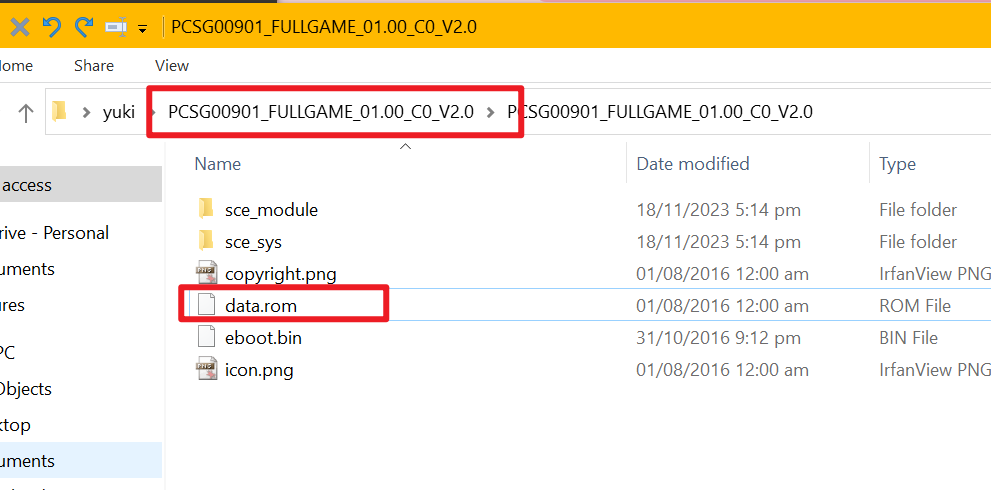 PCSG00901_FULLGAME_01.00_C0_V2.0
Home Share View
yuki PCSG00901_FULLGAME_01.00_C0_V2.0 PCSG00901_FULLGAME_01.00_C0_V2.0
Name Date modified Type
access
rive - Personal
uments
ures
PC
Objects
ktop
uments
sce_module 18/11/2023 5:14 pm File folder
sce_sys 18/11/2023 5:14 pm File folder
copyright.png 01/08/2016 12:00 am IrfanView PNG
data.rom 01/08/2016 12:00 am ROM File
eboot.bin 31/10/2016 9:12 pm BIN File
icon.png 01/08/2016 12:00 am IrfanView PNG